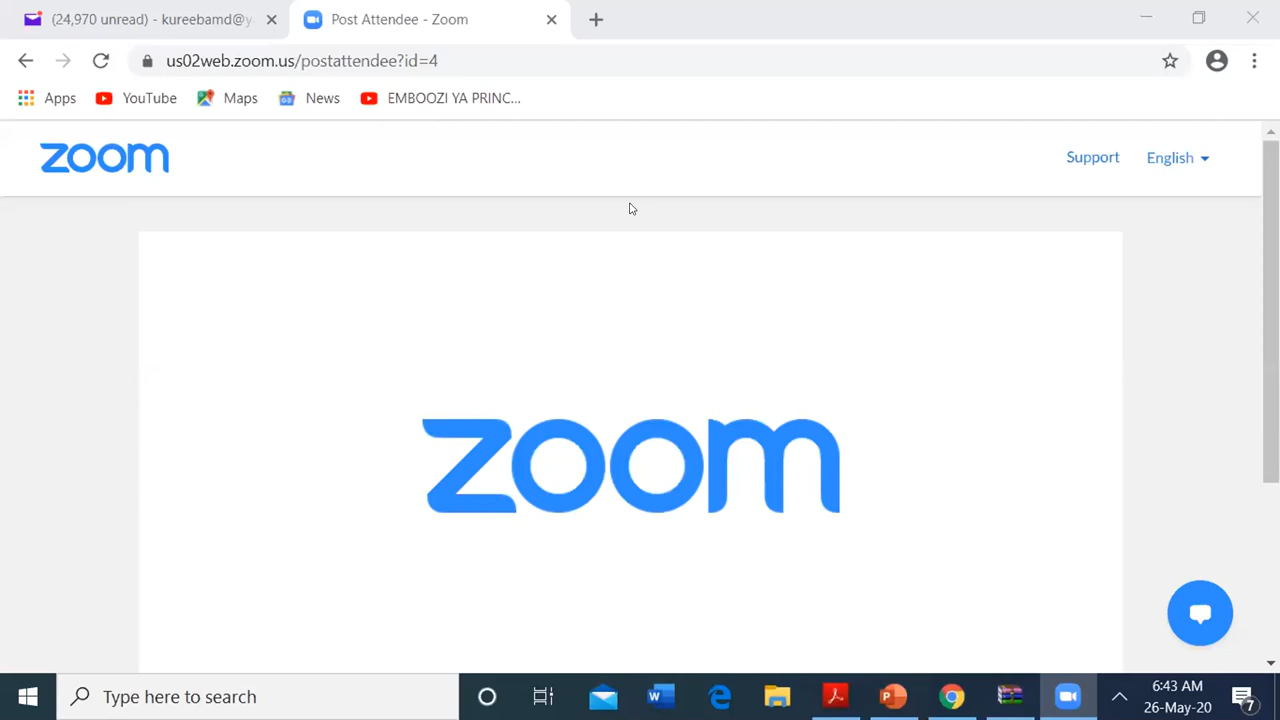 (24,970 unread) - kureebamd@y
Post Attendee - Zoom
us02web.zoom.us/postattendee?id=4
Apps
YouTube
Maps
News
EMBOOZI YA PRINC...
zoom
Support
English
zoom
Type here to search
6:43 AM
26-May-20
7